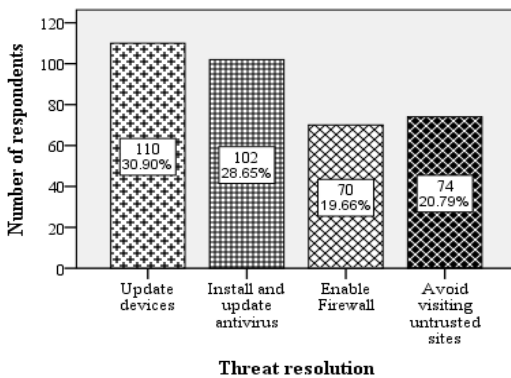 Number of respondents
120
100
80
60
40
20
0
110
30.90%
102
28.65%
70
19.66%
74
20.79%
Update
devices
Install and
update
antivirus
Enable
Firewall
Avoid
visiting
untrusted
sites
Threat resolution